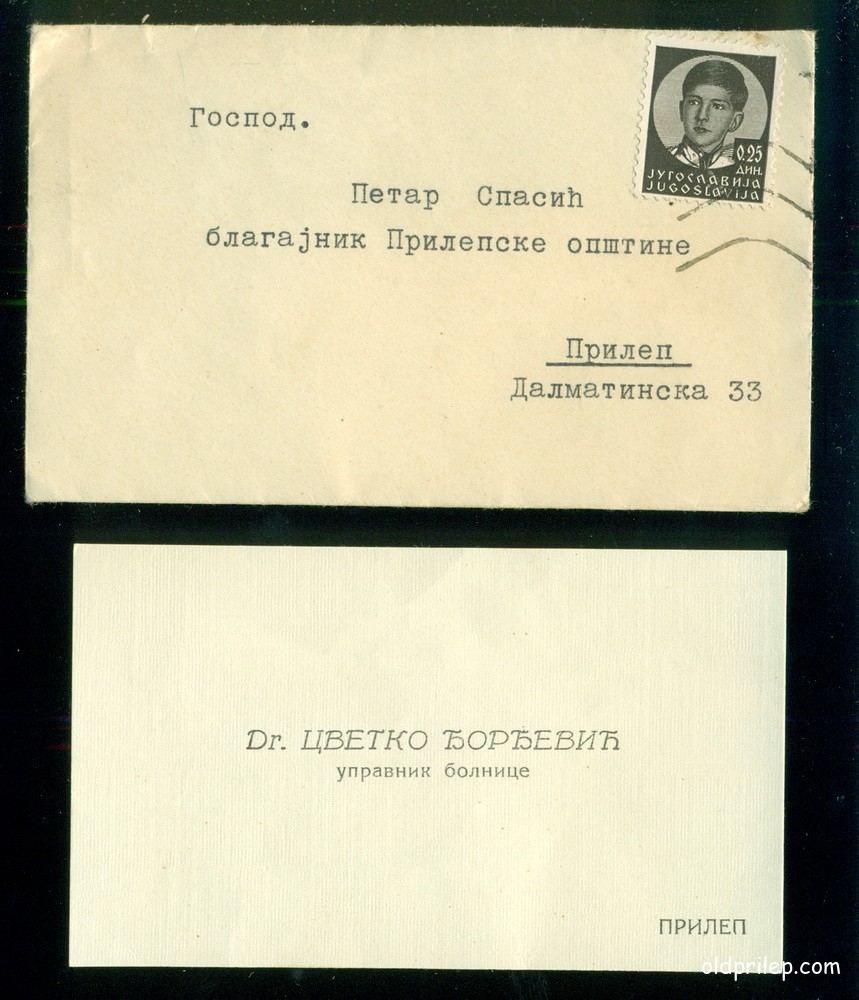 Господ.
0.25
ДИН.
ЈУГОСЛАВИЈА
JUGOSLAVIJA
Петар Спасић
благајник Прилепске општине
Прилеп
Далматинска 33
Dr. ЦВЕТКО ЂОРЂЕВИЋ
управник болнице
ПРИЛЕП
oldprilep.com